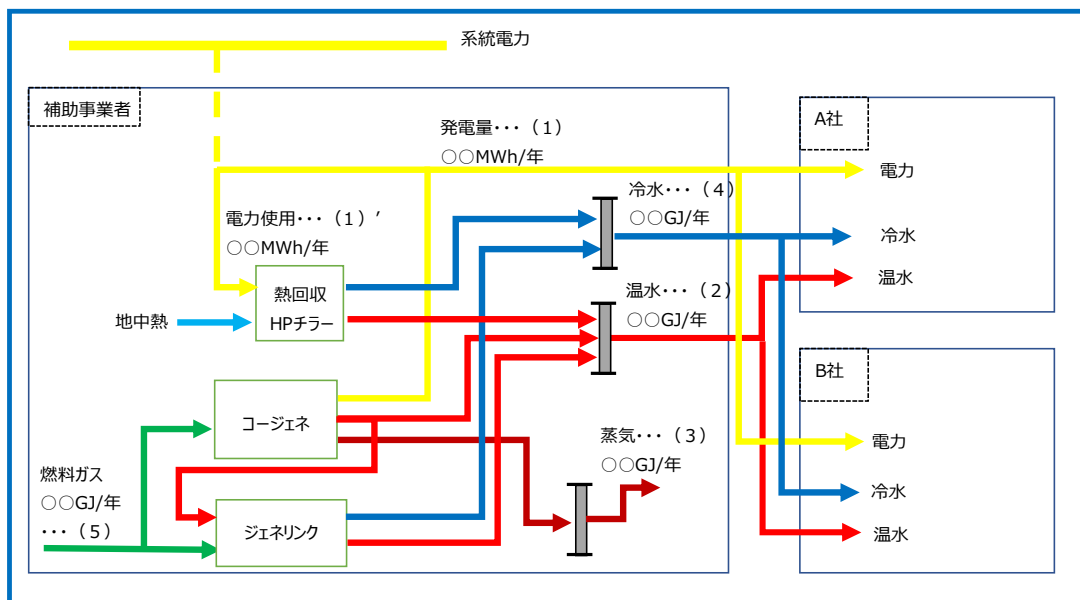 系統電力
補助事業者
発電量・・・（1）
○○MWh/年
A社
電力
冷水・・・（4）
○○GJ/年
電力使用・・・（1）’
○○MWh/年
冷水
熱回収
HPチラー
温水・・・（2）
○○GJ/年
温水
地中熱
B社
コージェネ
蒸気・・・（3）
○○GJ/年
電力
燃料ガス
○○GJ/年
・・・（5）
冷水
ジェネリンク
温水